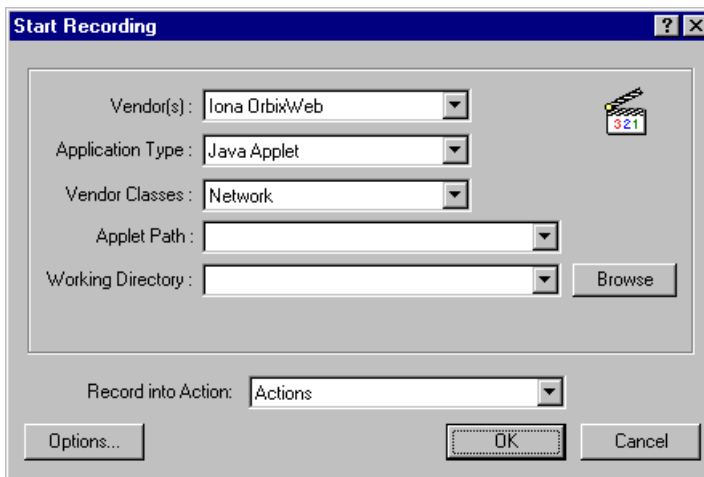 Start Recording
Vendor(s) : Iona OrbixWeb
321
Application Type : Java Applet
Vendor Classes : Network
Applet Path :
Working Directory : Browse
Record into Action: Actions
Options... OK Cancel